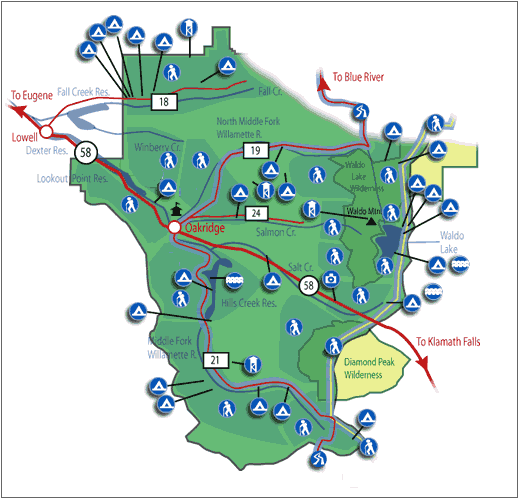 To Eugene
Fall Creek Res.
18
Fall Cr.
To Blue River
Lowell
Dexter Res.
58
Lookout Point Res.
Winberry Cr.
North Middle Fork
Willamette R.
19
Waldo
Lake
Wilderness
24
Waldo Mtn
Oakridge
Salmon Cr.
Waldo
Lake
Salt Cr.
58
Hills Creek Res.
Middle Fork
Willamette R.
21
To Klamath Falls
Diamond Peak
Wilderness